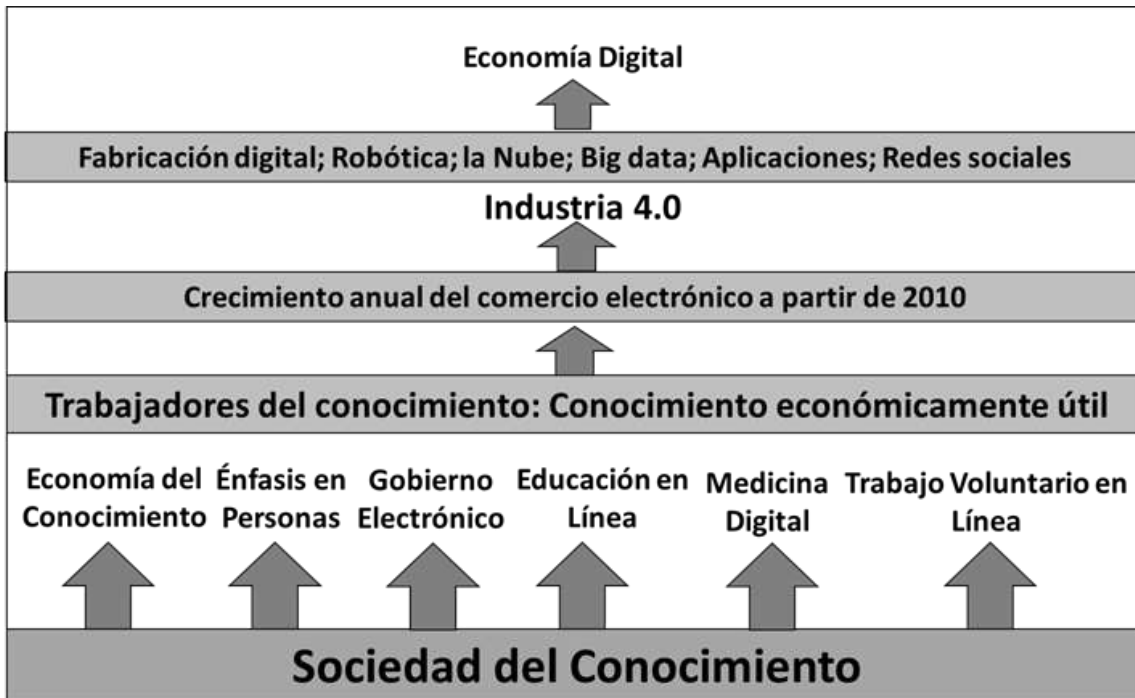 Economía Digital
Fabricación digital; Robótica; la Nube; Big data; Aplicaciones; Redes sociales
Industria 4.0
Crecimiento anual del comercio electrónico a partir de 2010
Trabajadores del conocimiento: Conocimiento económicamente útil
Economía del
Conocimiento
Énfasis en
Personas
Gobierno
Electrónico
Educación en
Línea
Medicina
Digital
Trabajo Voluntario en
Línea
Sociedad del Conocimiento